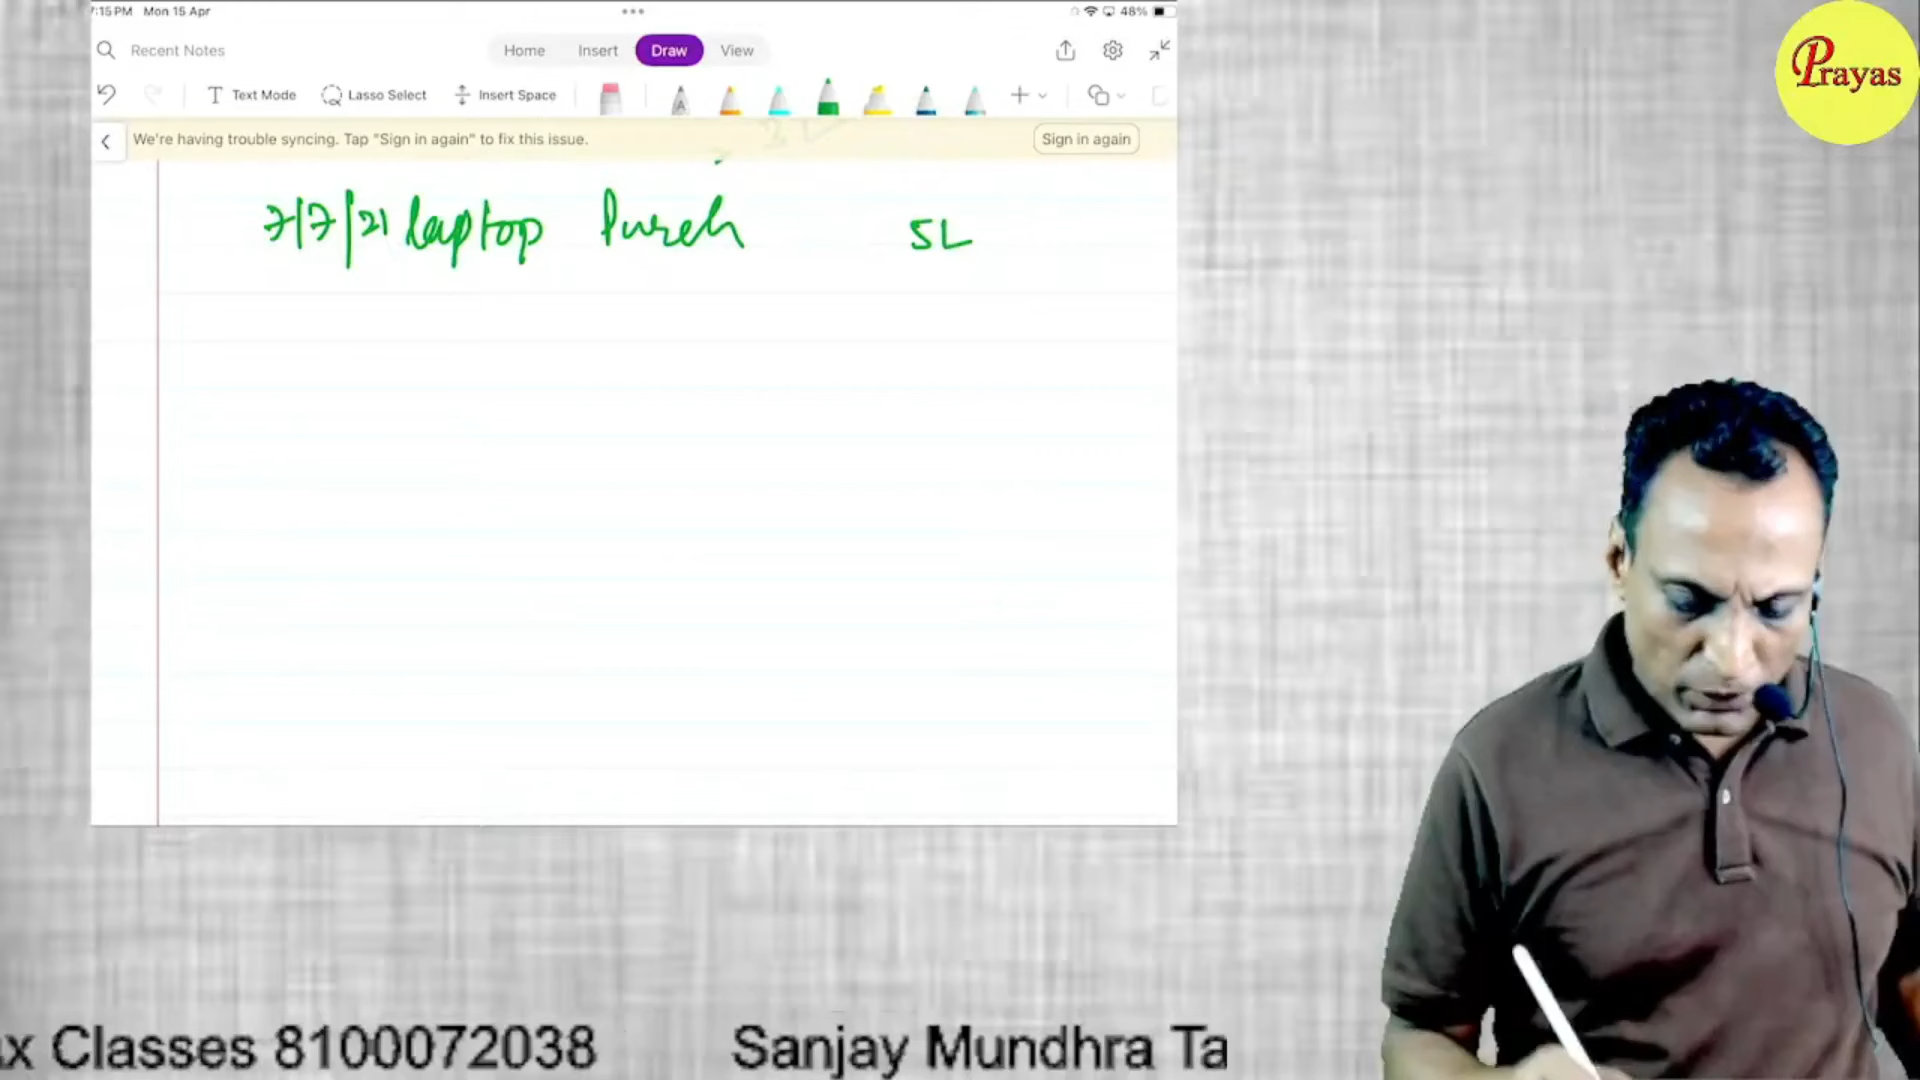 7:15 PM Mon 15 Apr
48%
Recent Notes
Home Insert Draw View
Text Mode Lasso Select Insert Space
A
We're having trouble syncing. Tap "Sign in again" to fix this issue.
Sign in again
7/7/21 laptop Purch 5L
Prayas
ax Classes 8100072038 Sanjay Mundhra Ta